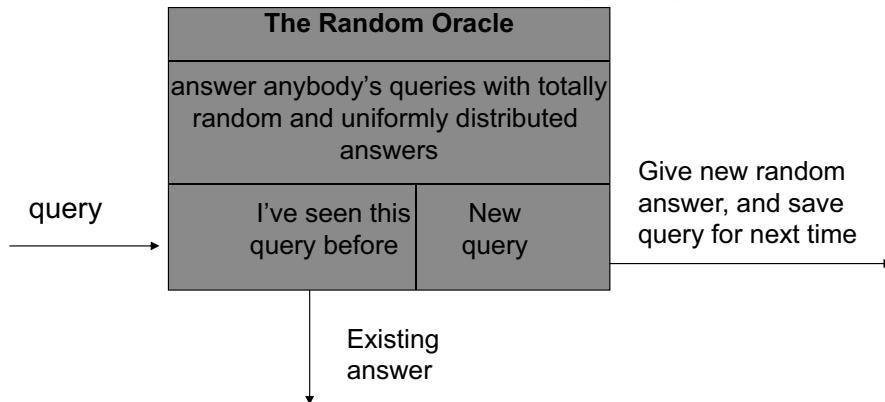 The Random Oracle
answer anybody's queries with totally
random and uniformly distributed
answers
query
I've seen this
query before
New
query
Give new random
answer, and save
query for next time
Existing
answer